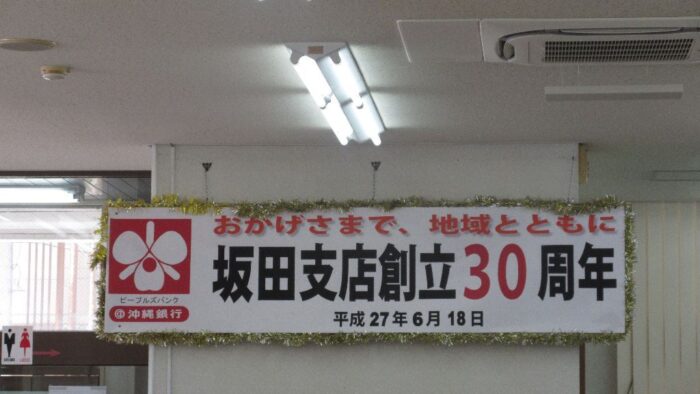 おかげさまで、地域とともに
坂田支店創立30周年
平成27年6月18日
ピープルズバンク
沖縄銀行